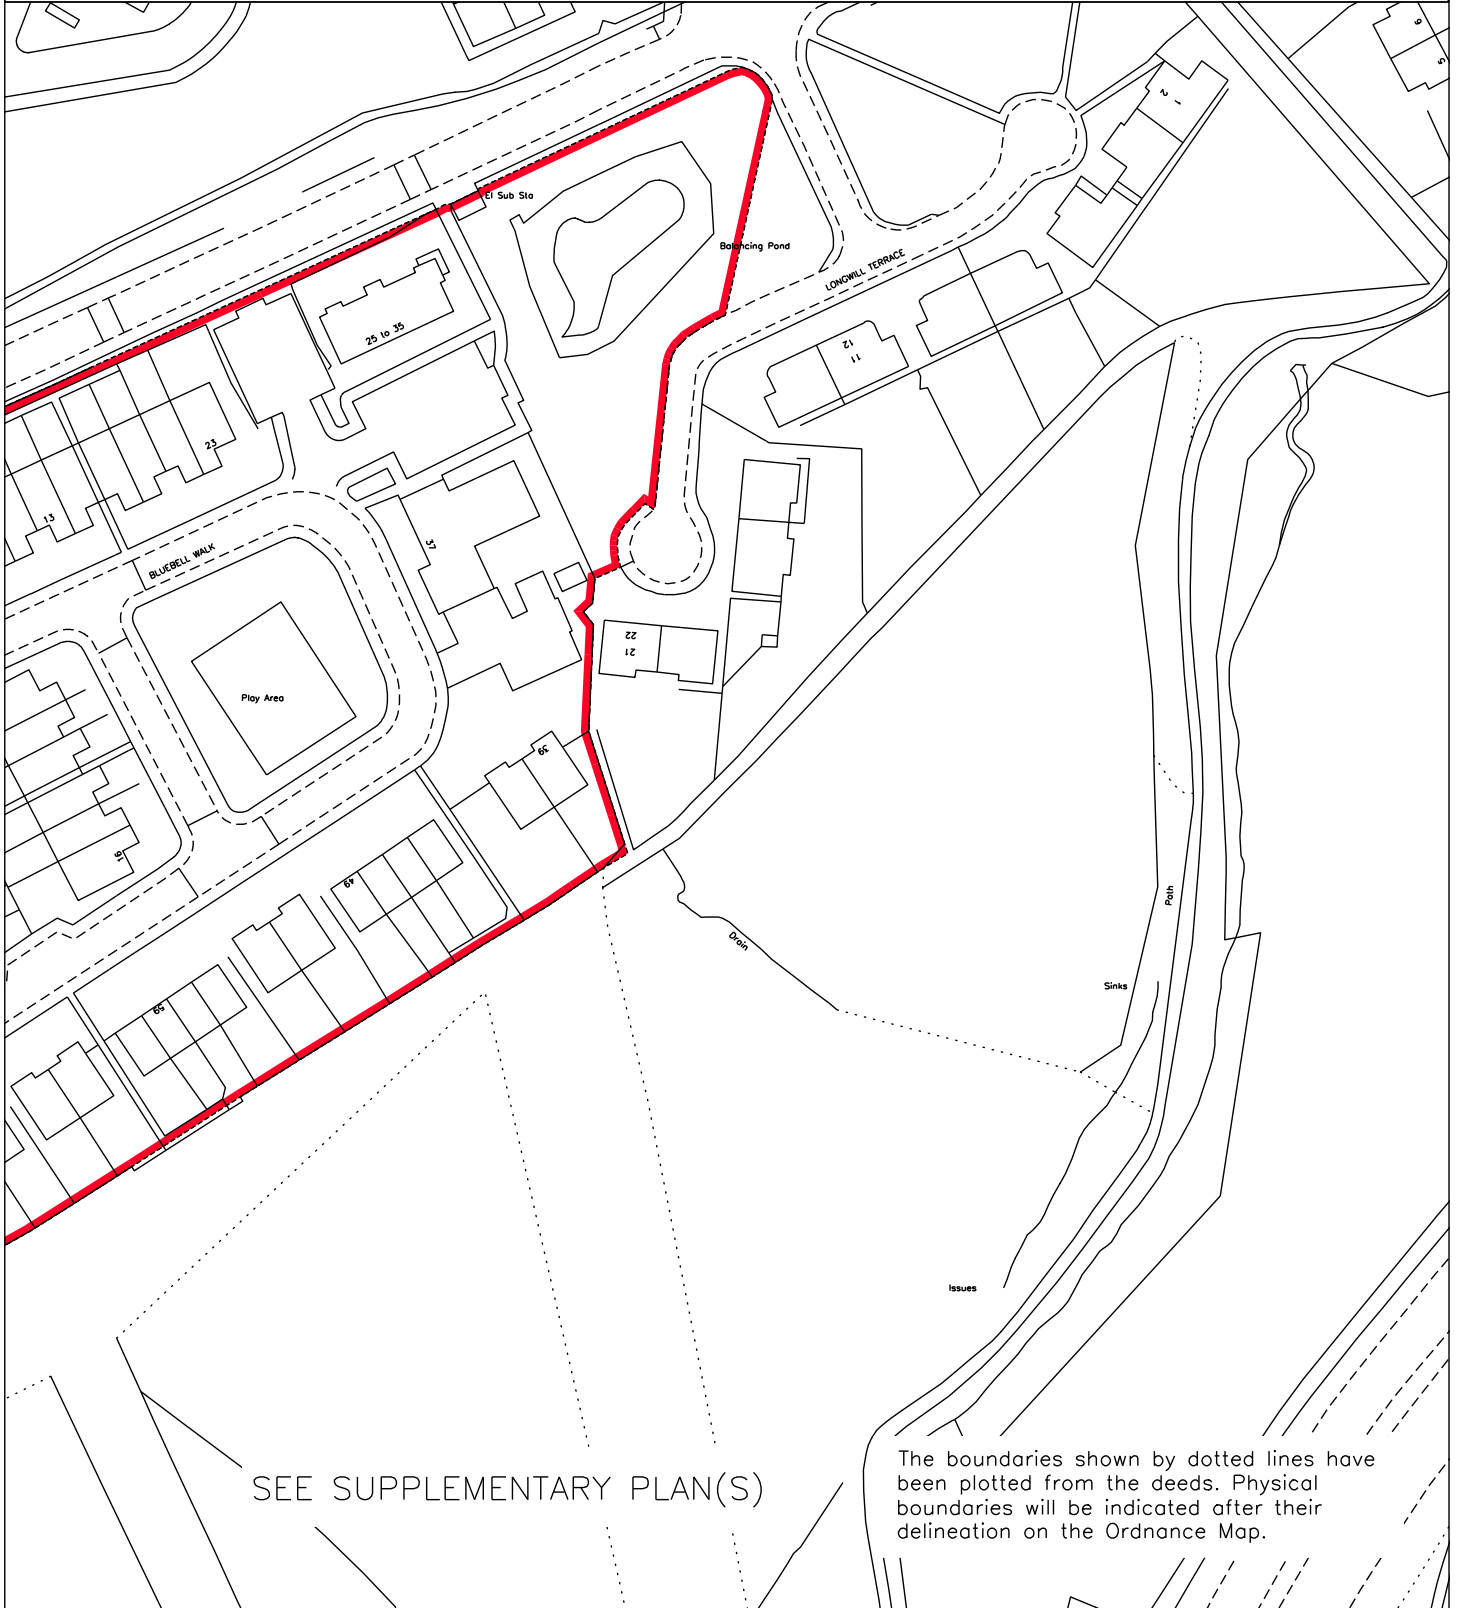 6
5
1
2
El Sub Sta
Balancing Pond
LONGWILL TERRACE
25 to 35
12
11
23
13
37
BLUEBELL WALK
22
21
Play Area
39
16
49
Path
Drain
Sinks
59
Issues
SEE SUPPLEMENTARY PLAN(S)
The boundaries shown by dotted lines have
been plotted from the deeds. Physical
boundaries will be indicated after their
delineation on the Ordnance Map.